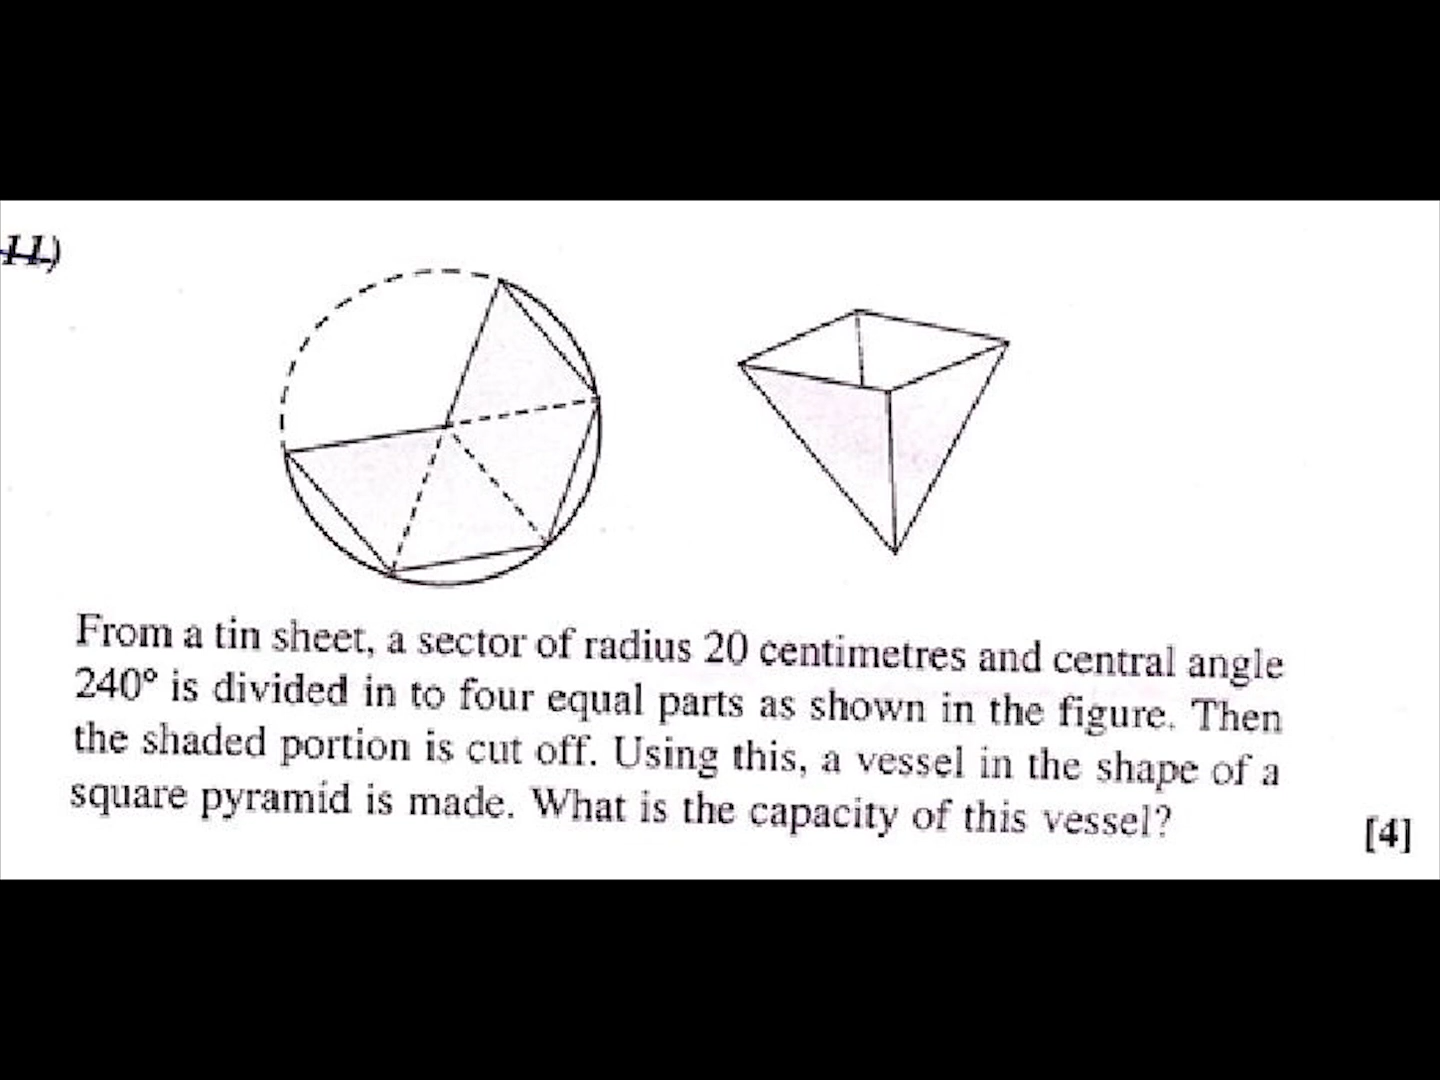 11)
From a tin sheet, a sector of radius 20 centimetres and central angle
240° is divided in to four equal parts as shown in the figure. Then
the shaded portion is cut off. Using this, a vessel in the shape of a
square pyramid is made. What is the capacity of this vessel?
[4]